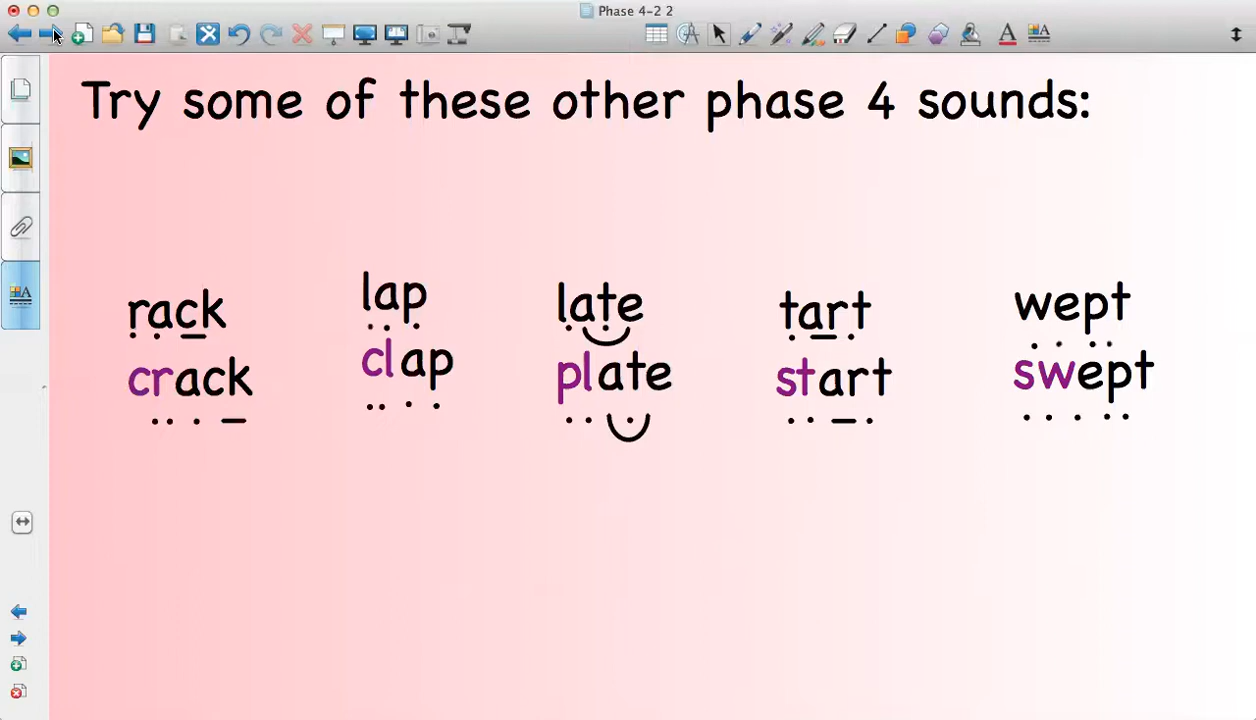 Phase 4-2 2
Try some of these other phase 4 sounds:
rack lap late tart wept
crack clap plate start swept